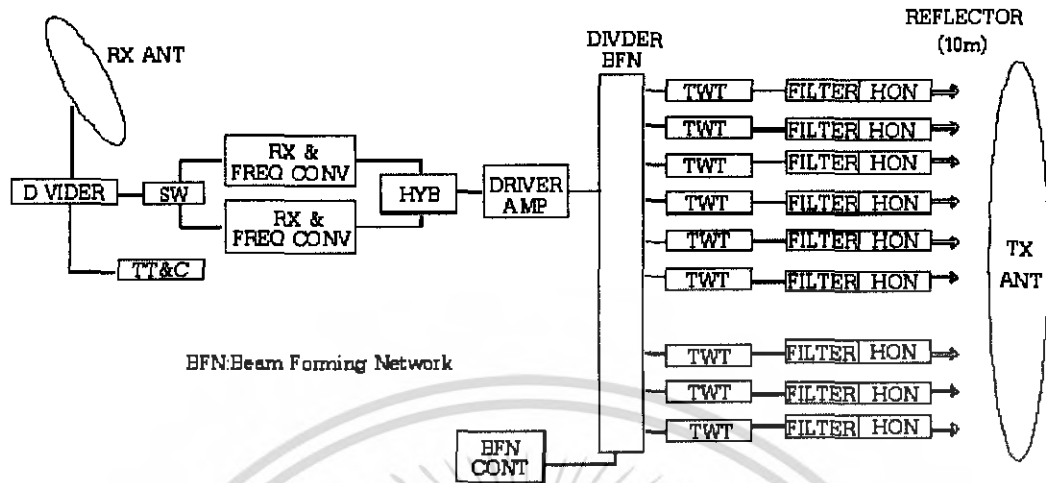 REFLECTOR
(10m)
RX ANT
DIVDER
BFN
TWT FILTER HON
TWT FILTER HON
RX &
FREQ CONV
TWT FILTER HON
D VIDER
SW
HYB
DRIVER
AMP
TWT FILTER HON
RX &
FREQ CONV
TWT FILTER HON
TX
ANT
TT&C
TWT FILTER HON
BFN:Beam Forming Network
TWT FILTER HON
TWT FILTER HON
TWT FILTER HON
BFN
CONT